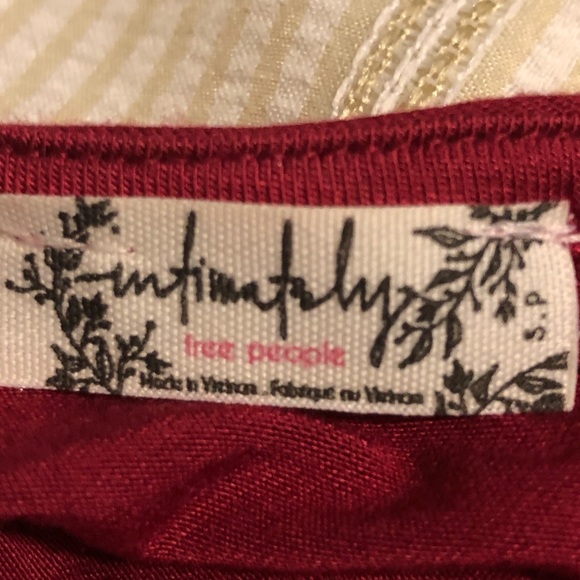 intimately
free people
Made in Vietnam . Fabriqué au Vietnam
S.P